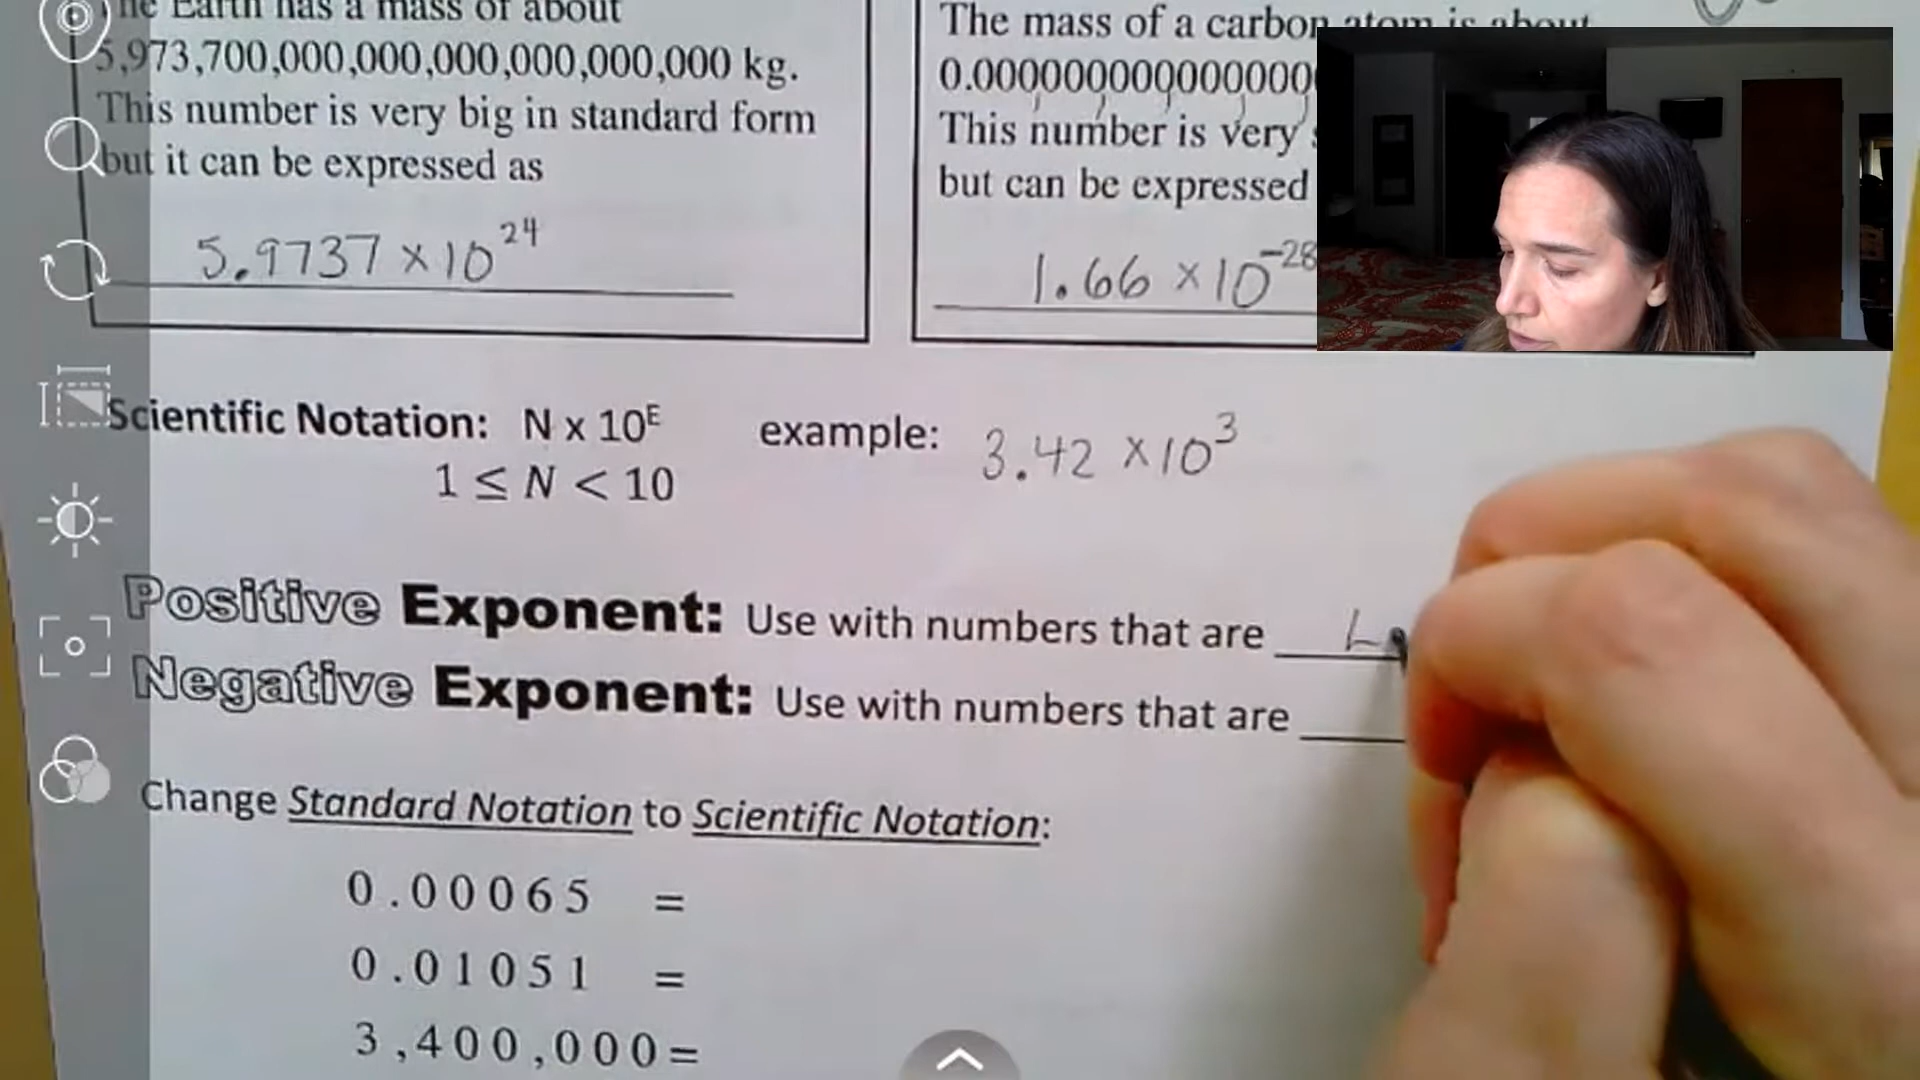 The Earth has a mass of about
5,973,700,000,000,000,000,000,000 kg.
This number is very big in standard form
but it can be expressed as
5.9737 x 10^24
The mass of a carbon atom is about
This number is very
but can be expressed
1.66 x 10^-28
Scientific Notation: N x 10^E example: 3.42 x 10^3
1 ≤ N < 10
Positive Exponent: Use with numbers that are
Negative Exponent: Use with numbers that are
Change Standard Notation to Scientific Notation:
0.00065 =
0.01051 =
3,400,000=